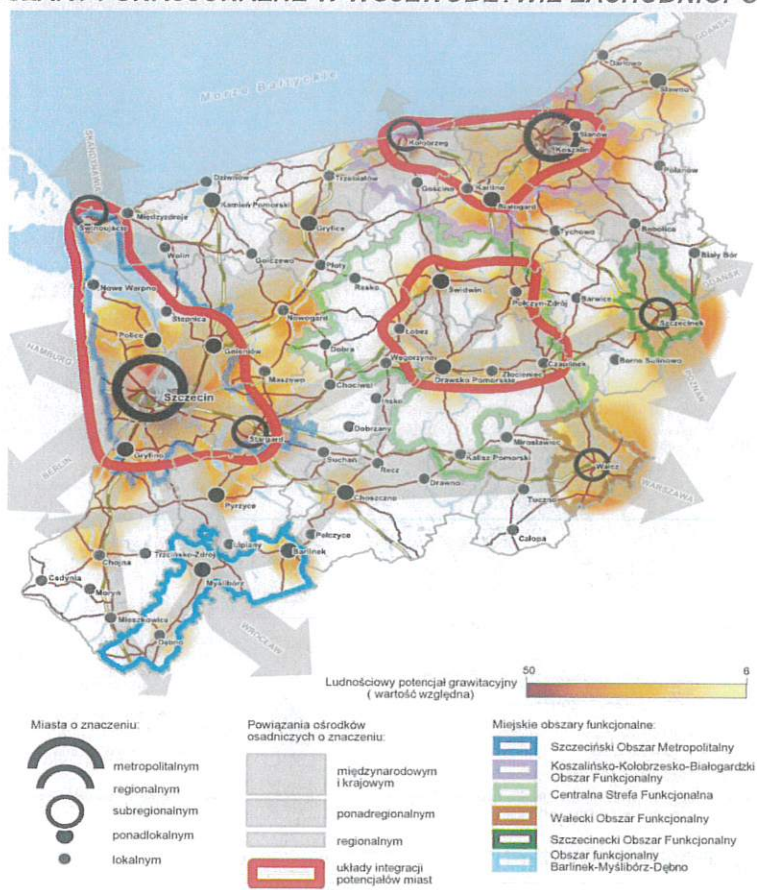 Morze Bałtyckie
GDAŃSK
Darłowo
Sławno
SKANDYNAWIA
Kołobrzeg
Sianów
Koszalin
Świnoujście
Międzyzdroje
Dziwnów
Kamień Pomorski
Trzebiatów
Gościno
Karlino
Białogard
Polanów
Gryfice
Tychowo
Bobolice
Wolin
Golczewo
Płoty
Resko
Świdwin
Połczyn-Zdrój
Barwice
Biały Bór
GDAŃSK
Nowe Warpno
Stepnica
Nowogard
Łobez
Szczecinek
Police
Goleniów
Dobra
Węgorzyno
Drawsko Pomorskie
Złocieniec
Czaplinek
Borne Sulinowo
HAMBURG
Maszewo
Chociwel
Szczecin
Ińsko
POZNAŃ
Stargard
Dobrzany
Mirosławiec
Gryfino
Suchań
Recz
Kalisz Pomorski
Wałcz
BERLIN
Drawno
WARSZAWA
Pyrzyce
Choszczno
Tuczno
Człopa
Lipiany
Pełczyce
Chojna
Trzcińsko-Zdrój
Barlinek
Cedynia
Moryń
Myślibórz
Mieszkowice
Dębno
WROCŁAW
Ludnościowy potencjał grawitacyjny
( wartość względna)
50
6
Miasta o znaczeniu:
metropolitalnym
regionalnym
subregionalnym
ponadlokalnym
lokalnym
Powiązania ośrodków
osadniczych o znaczeniu:
międzynarodowym
i krajowym
ponadregionalnym
regionalnym
układy integracji
potencjałów miast
Miejskie obszary funkcjonalne:
Szczeciński Obszar Metropolitalny
Koszalińsko-Kołobrzesko-Białogardzki
Obszar Funkcjonalny
Centralna Strefa Funkcjonalna
Wałecki Obszar Funkcjonalny
Szczecinecki Obszar Funkcjonalny
Obszar funkcjonalny
Barlinek-Myślibórz-Dębno